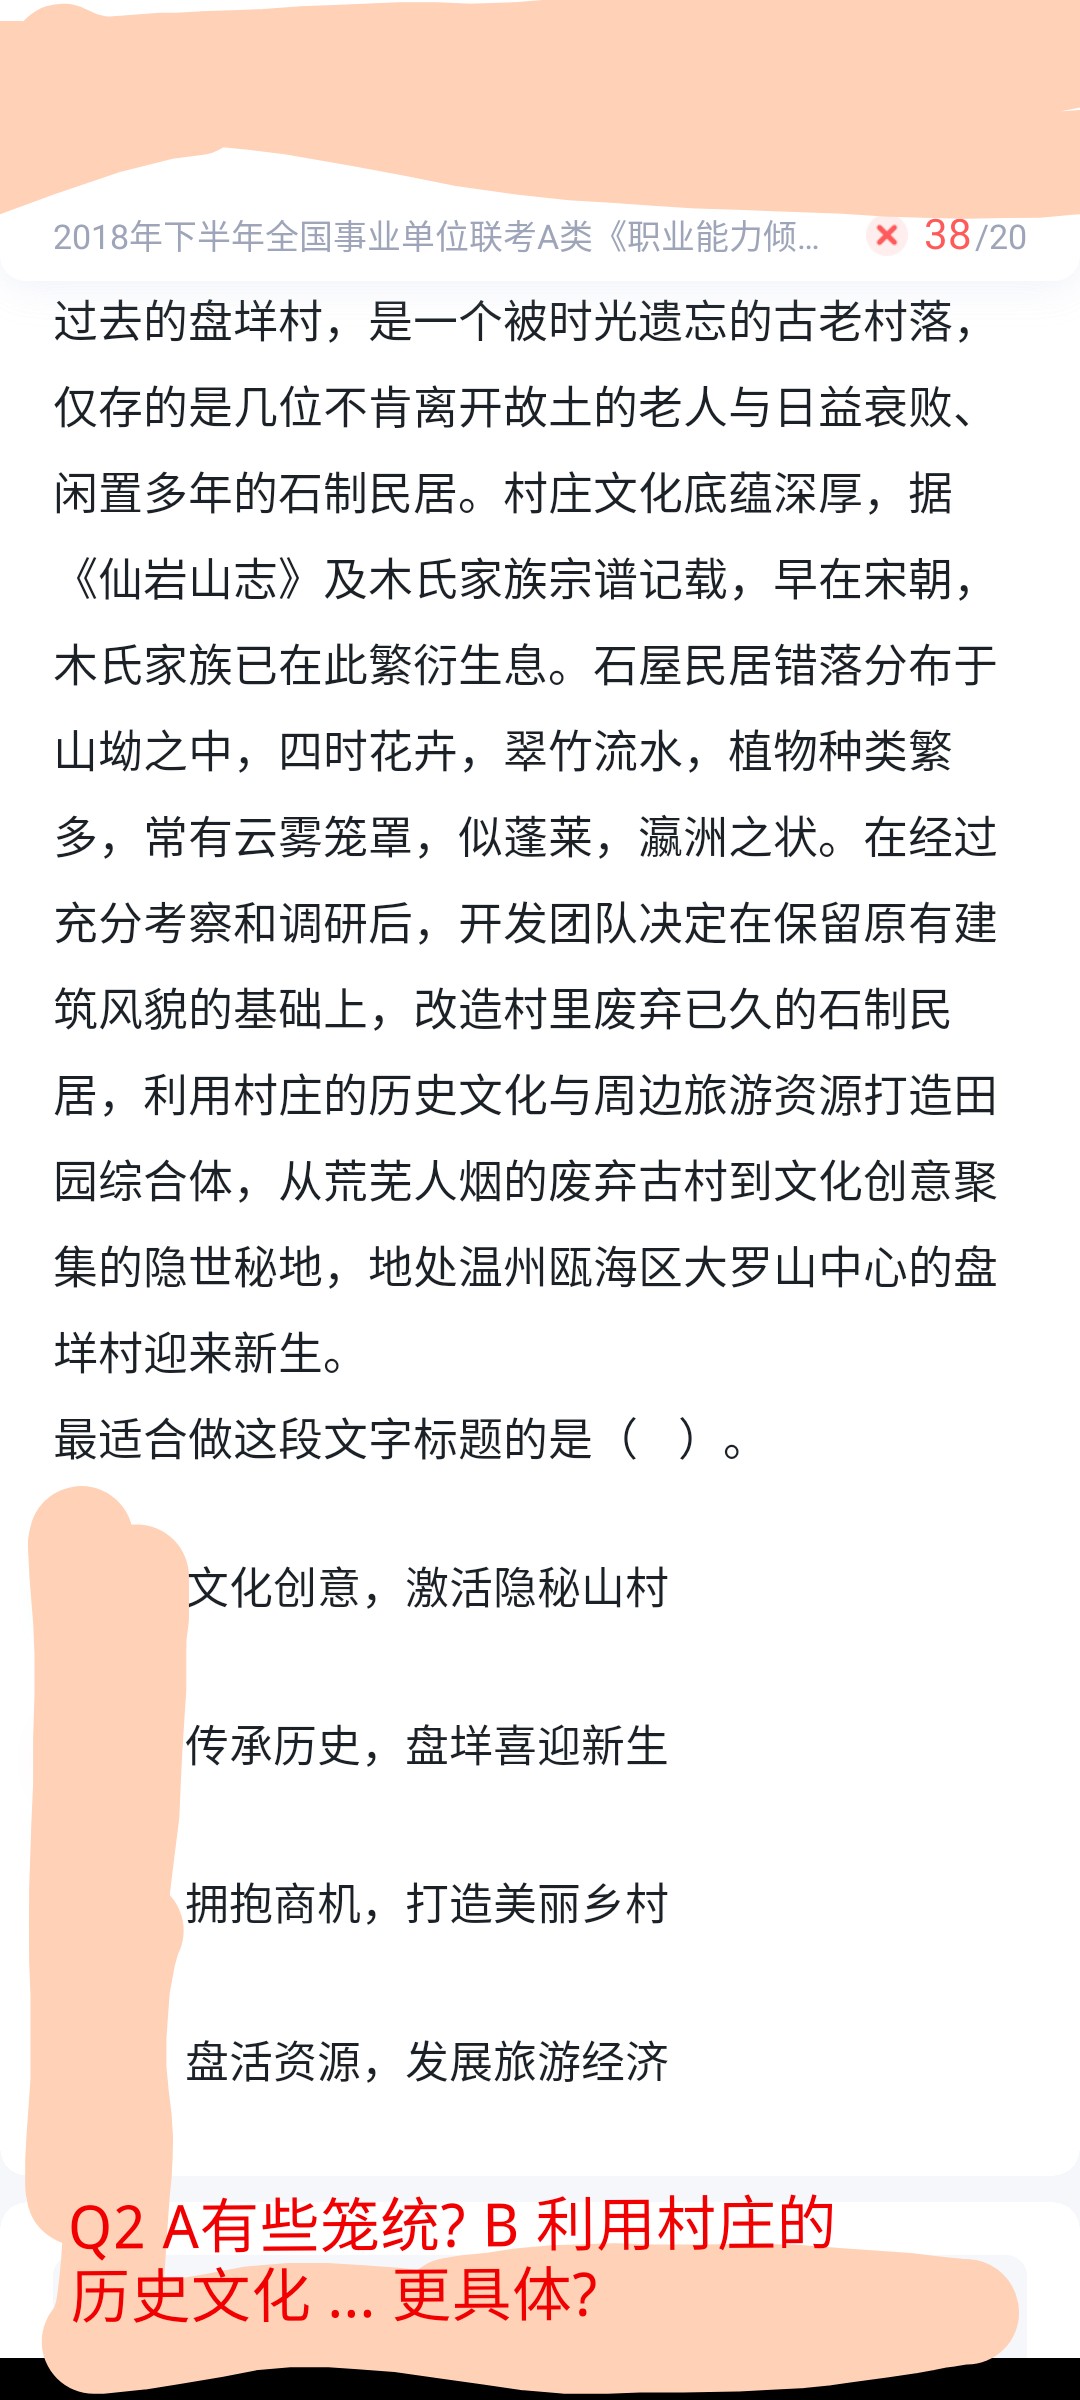 2018年下半年全国事业单位联考A类《职业能力倾... 38/20
过去的盘垟村，是一个被时光遗忘的古老村落，
仅存的是几位不肯离开故土的老人与日益衰败、
闲置多年的石制民居。村庄文化底蕴深厚，据
《仙岩山志》及木氏家族宗谱记载，早在宋朝，
木氏家族已在此繁衍生息。石屋民居错落分布于
山坳之中，四时花卉，翠竹流水，植物种类繁
多，常有云雾笼罩，似蓬莱，瀛洲之状。在经过
充分考察和调研后，开发团队决定在保留原有建
筑风貌的基础上，改造村里废弃已久的石制民
居，利用村庄的历史文化与周边旅游资源打造田
园综合体，从荒芜人烟的废弃古村到文化创意聚
集的隐世秘地，地处温州瓯海区大罗山中心的盘
垟村迎来新生。
最适合做这段文字标题的是（ ）。
文化创意，激活隐秘山村
传承历史，盘垟喜迎新生
拥抱商机，打造美丽乡村
盘活资源，发展旅游经济
Q2 A有些笼统? B 利用村庄的
历史文化 ... 更具体?